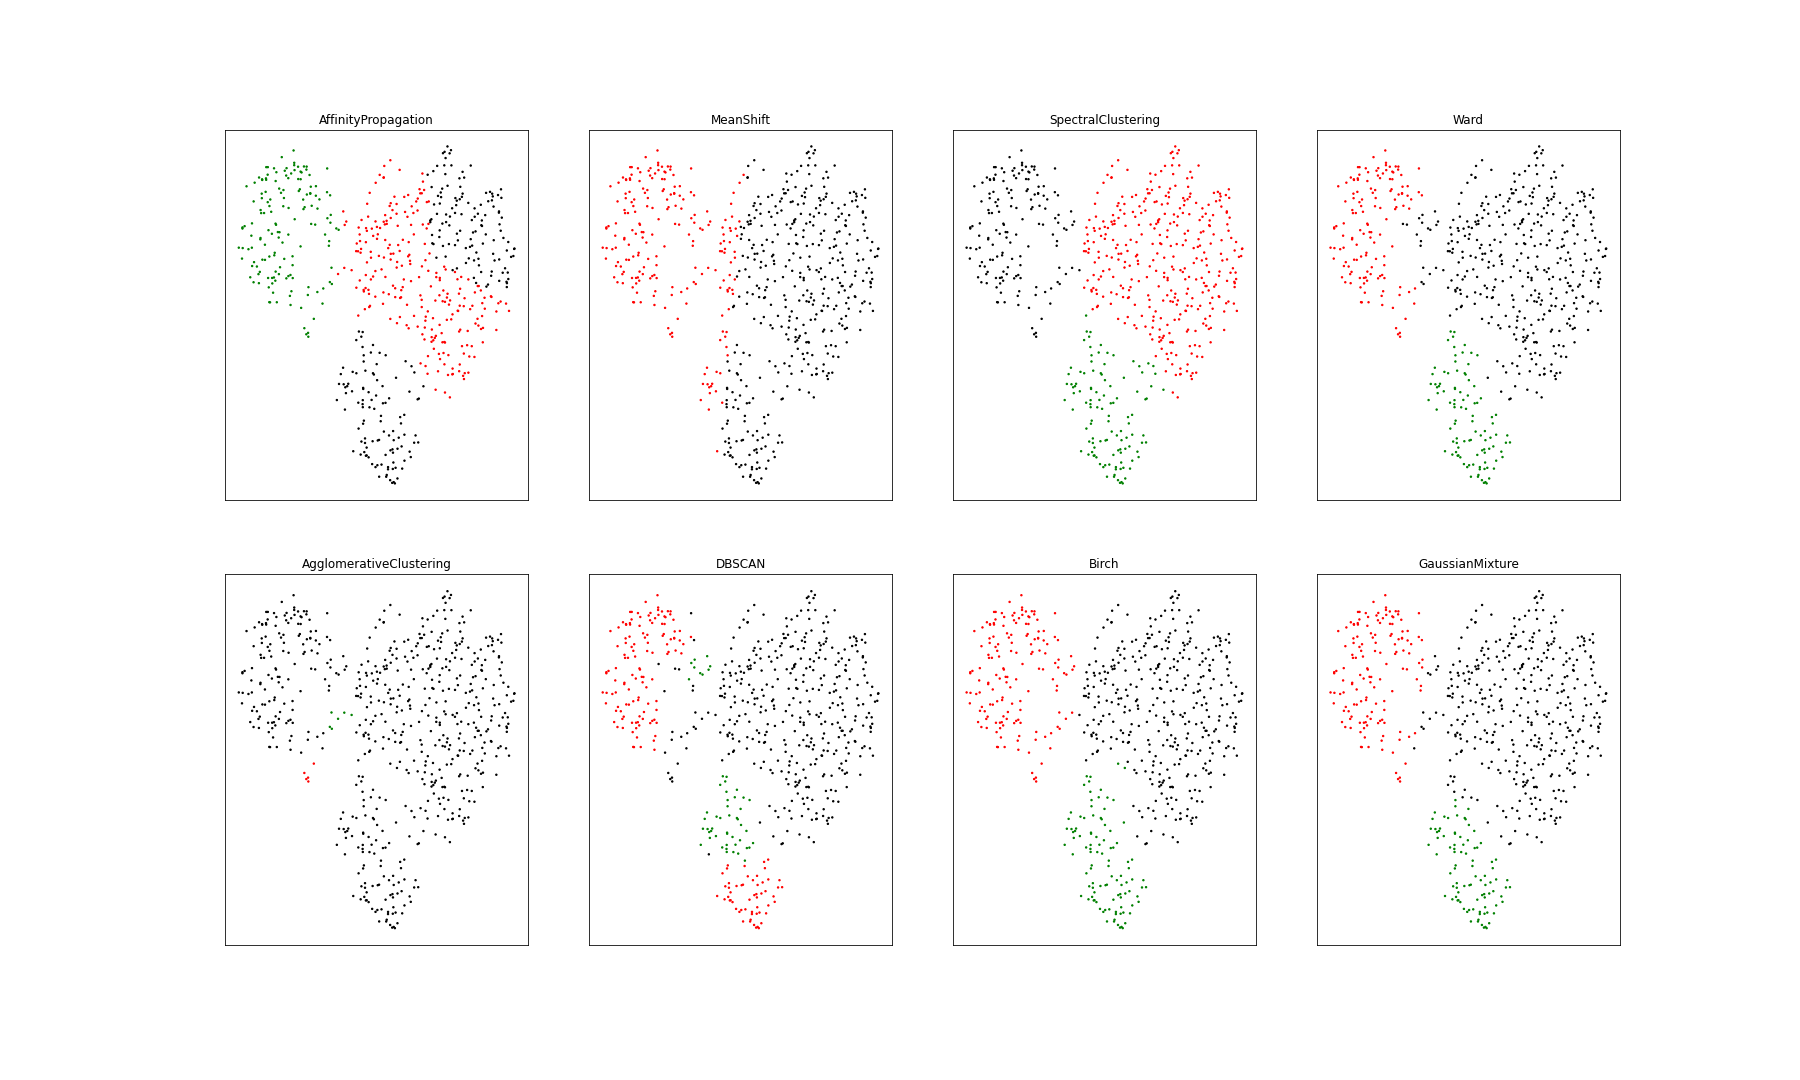 AffinityPropagation
MeanShift
SpectralClustering
Ward
AgglomerativeClustering
DBSCAN
Birch
GaussianMixture